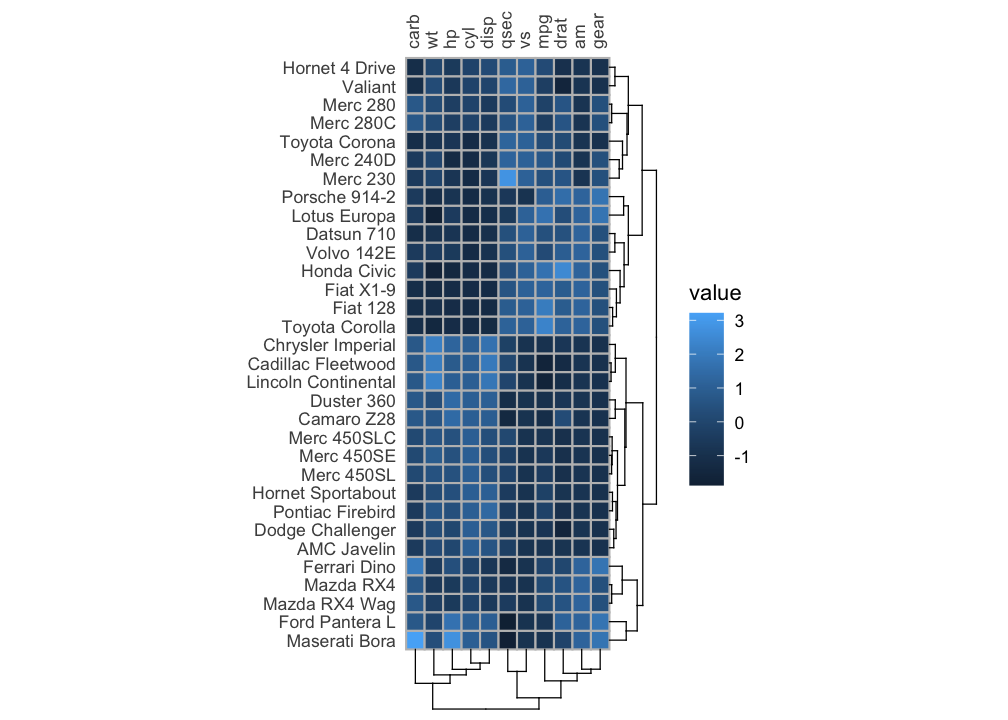 carb wt hp cyl disp qsec vs mpg drat am gear
Hornet 4 Drive
Valiant
Merc 280
Merc 280C
Toyota Corona
Merc 240D
Merc 230
Porsche 914-2
Lotus Europa
Datsun 710
Volvo 142E
Honda Civic
Fiat X1-9
Fiat 128
Toyota Corolla
Chrysler Imperial
Cadillac Fleetwood
Lincoln Continental
Duster 360
Camaro Z28
Merc 450SLC
Merc 450SE
Merc 450SL
Hornet Sportabout
Pontiac Firebird
Dodge Challenger
AMC Javelin
Ferrari Dino
Mazda RX4
Mazda RX4 Wag
Ford Pantera L
Maserati Bora
value
3
2
1
0
-1